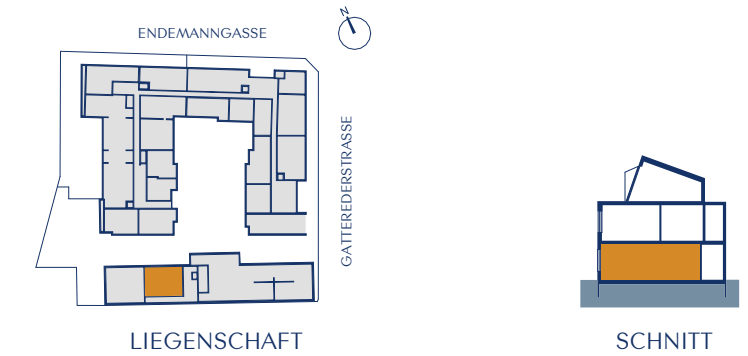 N
ENDEMANNGASSE
GATTEREDERSTRASSE
LIEGENSCHAFT
SCHNITT